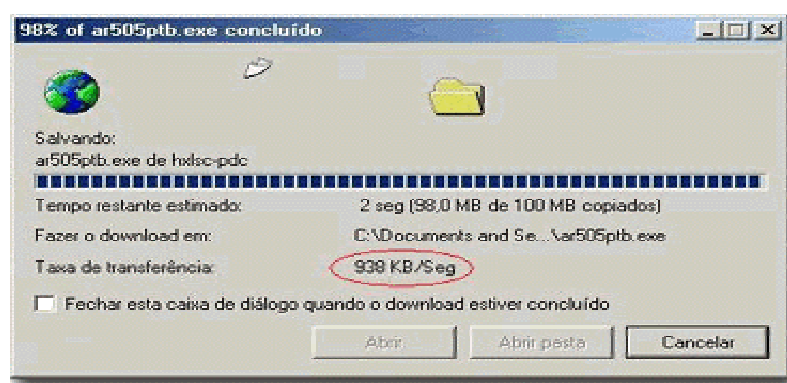 98% of ar505ptb.exe concluído
Salvando:
ar505ptb.exe de hxlsc-pdc
Tempo restante estimado: 2 seg (98,0 MB de 100 MB copiados)
Fazer o download em: C:\Documents and Se...\ar505ptb.exe
Taxa de transferência: 939 KB/Seg
Fechar esta caixa de diálogo quando o download estiver concluído
Abrir Abrir pasta Cancelar